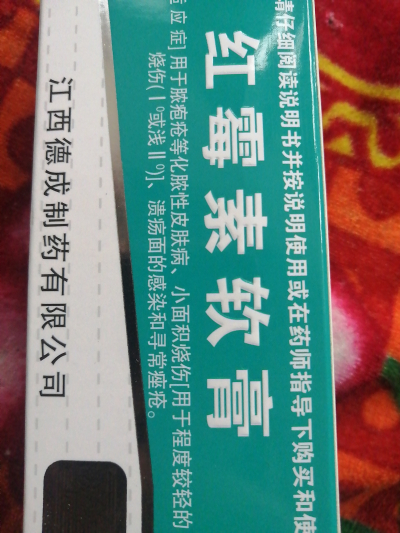 请仔细阅读说明书并按说明使用或在药师指导下购买和使
红霉素软膏
适应症]用于脓疱疮等化脓性皮肤病、小面积烧伤[用于程度较轻的
烧伤(Ⅰ°或浅Ⅱ°)]、溃疡面的感染和寻常痤疮。
江西德成制药有限公司